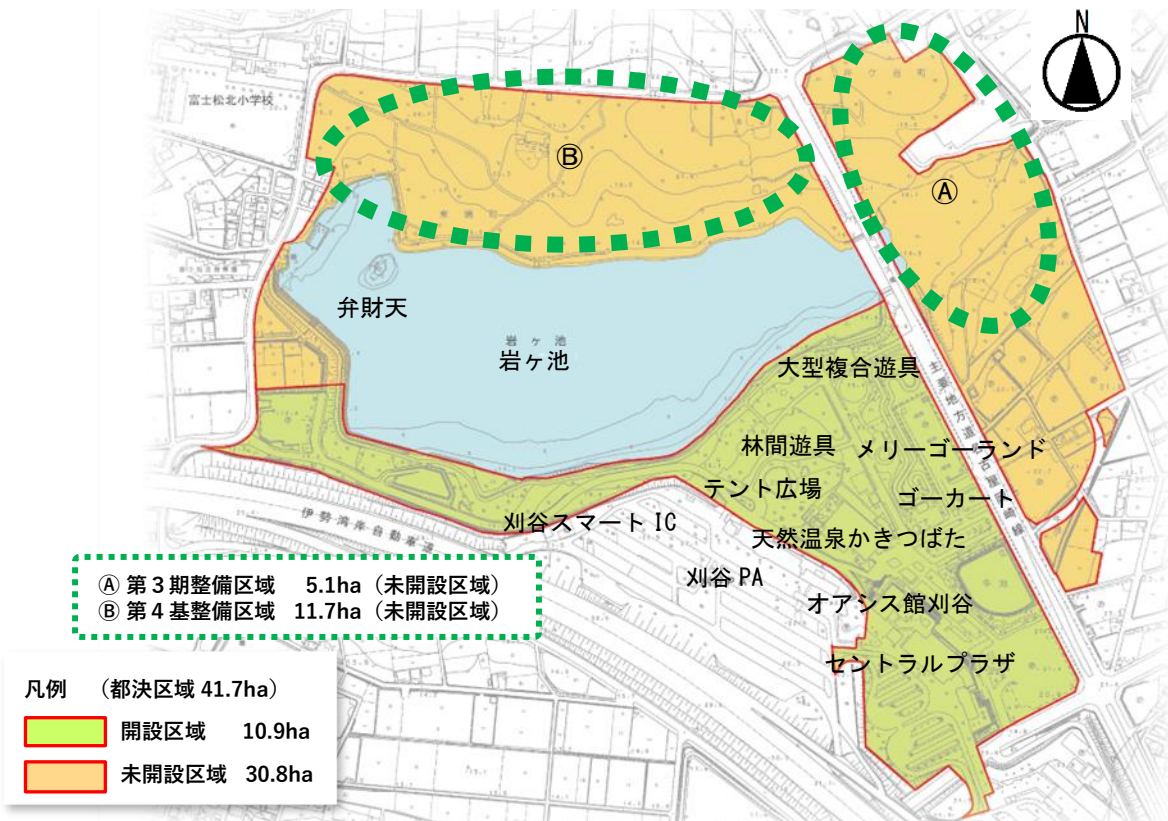 N
富士松北小学校
井ケ谷町
Ⓑ
Ⓐ
東境町
弁財天
岩ヶ池
岩ヶ池
大型複合遊具
主要地方道名古屋岡崎線
林間遊具
メリーゴーランド
テント広場
ゴーカート
刈谷スマート IC
伊勢湾岸自動車道
天然温泉かきつばた
刈谷 PA
オアシス館刈谷
セントラルプラザ
Ⓐ 第３期整備区域 5.1ha（未開設区域）
Ⓑ 第４基整備区域 11.7ha（未開設区域）
凡例 （都決区域 41.7ha）
開設区域 10.9ha
未開設区域 30.8ha